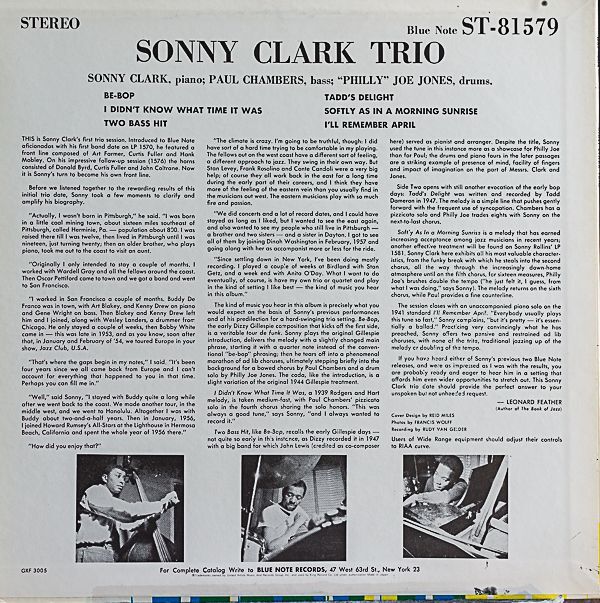 STEREO
Blue Note ST-81579
SONNY CLARK TRIO
SONNY CLARK, piano; PAUL CHAMBERS, bass; "PHILLY" JOE JONES, drums.
BE-BOP
I DIDN'T KNOW WHAT TIME IT WAS
TWO BASS HIT
TADD'S DELIGHT
SOFTLY AS IN A MORNING SUNRISE
I'LL REMEMBER APRIL
THIS is Sonny Clark's first trio session. Introduced to Blue Note
aficionados with his first band date on LP 1570, he featured a
front line composed of Art Farmer, Curtis Fuller and Hank
Mobley. On his impressive follow-up session (1576) the horns
consisted of Donald Byrd, Curtis Fuller and John Coltrane. Now
it is Sonny's turn to become his own front line.
Before we listened together to the rewarding results of this
initial trio date, Sonny took a few moments to clarify and
amplify his biography.
"Actually, I wasn't born in Pittsburgh," he said. "I was born
in a little coal mining town, about sixteen miles southeast of
Pittsburgh, called Herminie, Pa. — population about 800. I was
raised there till I was twelve, then lived in Pittsburgh until I was
nineteen, just turning twenty; then an older brother, who plays
piano, took me out to the coast to visit an aunt.
"Originally I only intended to stay a couple of months. I
worked with Wardell Gray and all the fellows around the coast.
Then Oscar Pettiford came to town and we got a band and went
to San Francisco.
"I worked in San Francisco a couple of months. Buddy De
Franco was in town, with Art Blakey, and Kenny Drew on piano
and Gene Wright on bass. Then Blakey and Kenny Drew left
him and I joined, along with Wesley Landers, a drummer from
Chicago. He only stayed a couple of weeks, then Bobby White
came in — this was late in 1953, and as you know, soon after
that, in January and February of '54, we toured Europe in your
show, Jazz Club, U.S.A.
"That's where the gaps begin in my notes," I said. "It's been
four years since we all came back from Europe and I can't
account for everything that happened to you in that time.
Perhaps you can fill me in."
"Well," said Sonny, "I stayed with Buddy quite a long while
after we went back to the coast. We made another tour, in the
middle west, and we went to Honolulu. Altogether I was with
Buddy about two-and-a-half years. Then in January, 1956,
I joined Howard Rumsey's All-Stars at the Lighthouse in Hermosa
Beach, California and spent the whole year of 1956 there."
"How did you enjoy that?"
"The climate is crazy. I'm going to be truthful, though: I did
have sort of a hard time trying to be comfortable in my playing.
The fellows out on the west coast have a different sort of feeling,
a different approach to jazz. They swing in their own way. But
Stan Levey, Frank Rosolino and Conte Candoli were a very big
help; of course they all work back in the east for a long time
during the early part of their careers, and I think they have
more of the feeling of the eastern vein than you usually find in
the musicians out west. The eastern musicians play with so much
fire and passion.
"We did concerts and a lot of record dates, and I could have
stayed as long as I liked, but I wanted to see the east again,
and also wanted to see my people who still live in Pittsburgh —
a brother and two sisters — and a sister in Dayton. I got to see
all of them by joining Dinah Washington in February, 1957 and
going along with her as accompanist more or less for the ride.
"Since settling down in New York, I've been doing mostly
recording. I played a couple of weeks at Birdland with Stan
Getz, and a week end with Anita O'Day. What I want to do
eventually, of course, is have my own trio or quartet and play
in the kind of setting I like best — the kind of music you hear
in this album."
The kind of music you hear in this album is precisely what you
would expect on the basis of Sonny's previous performances
and of his predilection for a hard-swinging trio setting. Be-Bop,
the early Dizzy Gillespie composition that kicks off the first side,
is a veritable tour de funk. Sonny plays the original Gillespie
introduction, delivers the melody with a slightly changed main
phrase, starting it with a quarter note instead of the conven-
tional "be-bop" phrasing; then he tears off into a phenomenal
marathon of ad lib choruses, ultimately stepping briefly into the
background for a bowed chorus by Paul Chambers and a drum
solo by Philly Joe Jones. The coda, like the introduction, is a
slight variation of the original 1944 Gillespie treatment.
I Didn't Know What Time It Was, a 1939 Rodgers and Hart
melody, is taken medium-fast, with Paul Chambers' pizzicato
solo in the fourth chorus sharing the solo honors. "This was
always a good tune," says Sonny, "and I always wanted to
record it."
Two Bass Hit, like Be-Bop, recalls the early Gillespie days —
not quite so early in this instance, as Dizzy recorded it in 1947
with a big band for which John Lewis (credited as co-composer
here) served as pianist and arranger. Despite the title, Sonny
used the tune in this instance more as a showcase for Philly Joe
than for Paul; the drums and piano fours in the later passages
are a striking example of presence of mind, facility of fingers
and impact of imagination on the part of Messrs. Clark and
Jones.
Side Two opens with still another evocation of the early bop
days: Tadd's Delight was written and recorded by Tadd
Dameron in 1947. The melody is a simple line that pushes gently
forward with the frequent use of syncopation. Chambers has a
pizzicato solo and Philly Joe trades eights with Sonny on the
next-to-last chorus.
Softly As In a Morning Sunrise is a melody that has earned
increasing acceptance among jazz musicians in recent years;
another effective treatment will be found on Sonny Rollins' LP
1581. Sonny Clark here exhibits all his most valuable character-
istics, from the funky break with which he steals into the second
chorus, all the way through the increasingly down-home
atmosphere until on the fifth chorus, for sixteen measures, Philly
Joe's brushes double the tempo ("He just felt it, I guess, from
what I was doing," says Sonny). The melody returns on the sixth
chorus, while Paul provides a fine counterline.
The session closes with an unaccompanied piano solo on the
1941 standard I'll Remember April. "Everybody usually plays
this tune so fast," Sonny complains, "but it's pretty — it's essen-
tially a ballad." Practicing very convincingly what he has
preached, Sonny offers two pensive and restrained ad lib
choruses, with none of the trite, traditional jazzing up of the
melody or doubling of the tempo.
If you have heard either of Sonny's previous two Blue Note
releases, and were as impressed as I was with the results, you
are probably ready and eager to hear him in a setting that
affords him even wider opportunities to stretch out. This Sonny
Clark trio date should provide the perfect answer to your
unspoken but not unheeded request.
— LEONARD FEATHER
(Author of The Book of Jazz)
Cover Design by REID MILES
Photos by FRANCIS WOLFF
Recording by RUDY VAN GELDER
Users of Wide Range equipment should adjust their controls
to RIAA curve.
GXF 3005
For Complete Catalog Write to BLUE NOTE RECORDS, 47 West 63rd St., New York 23